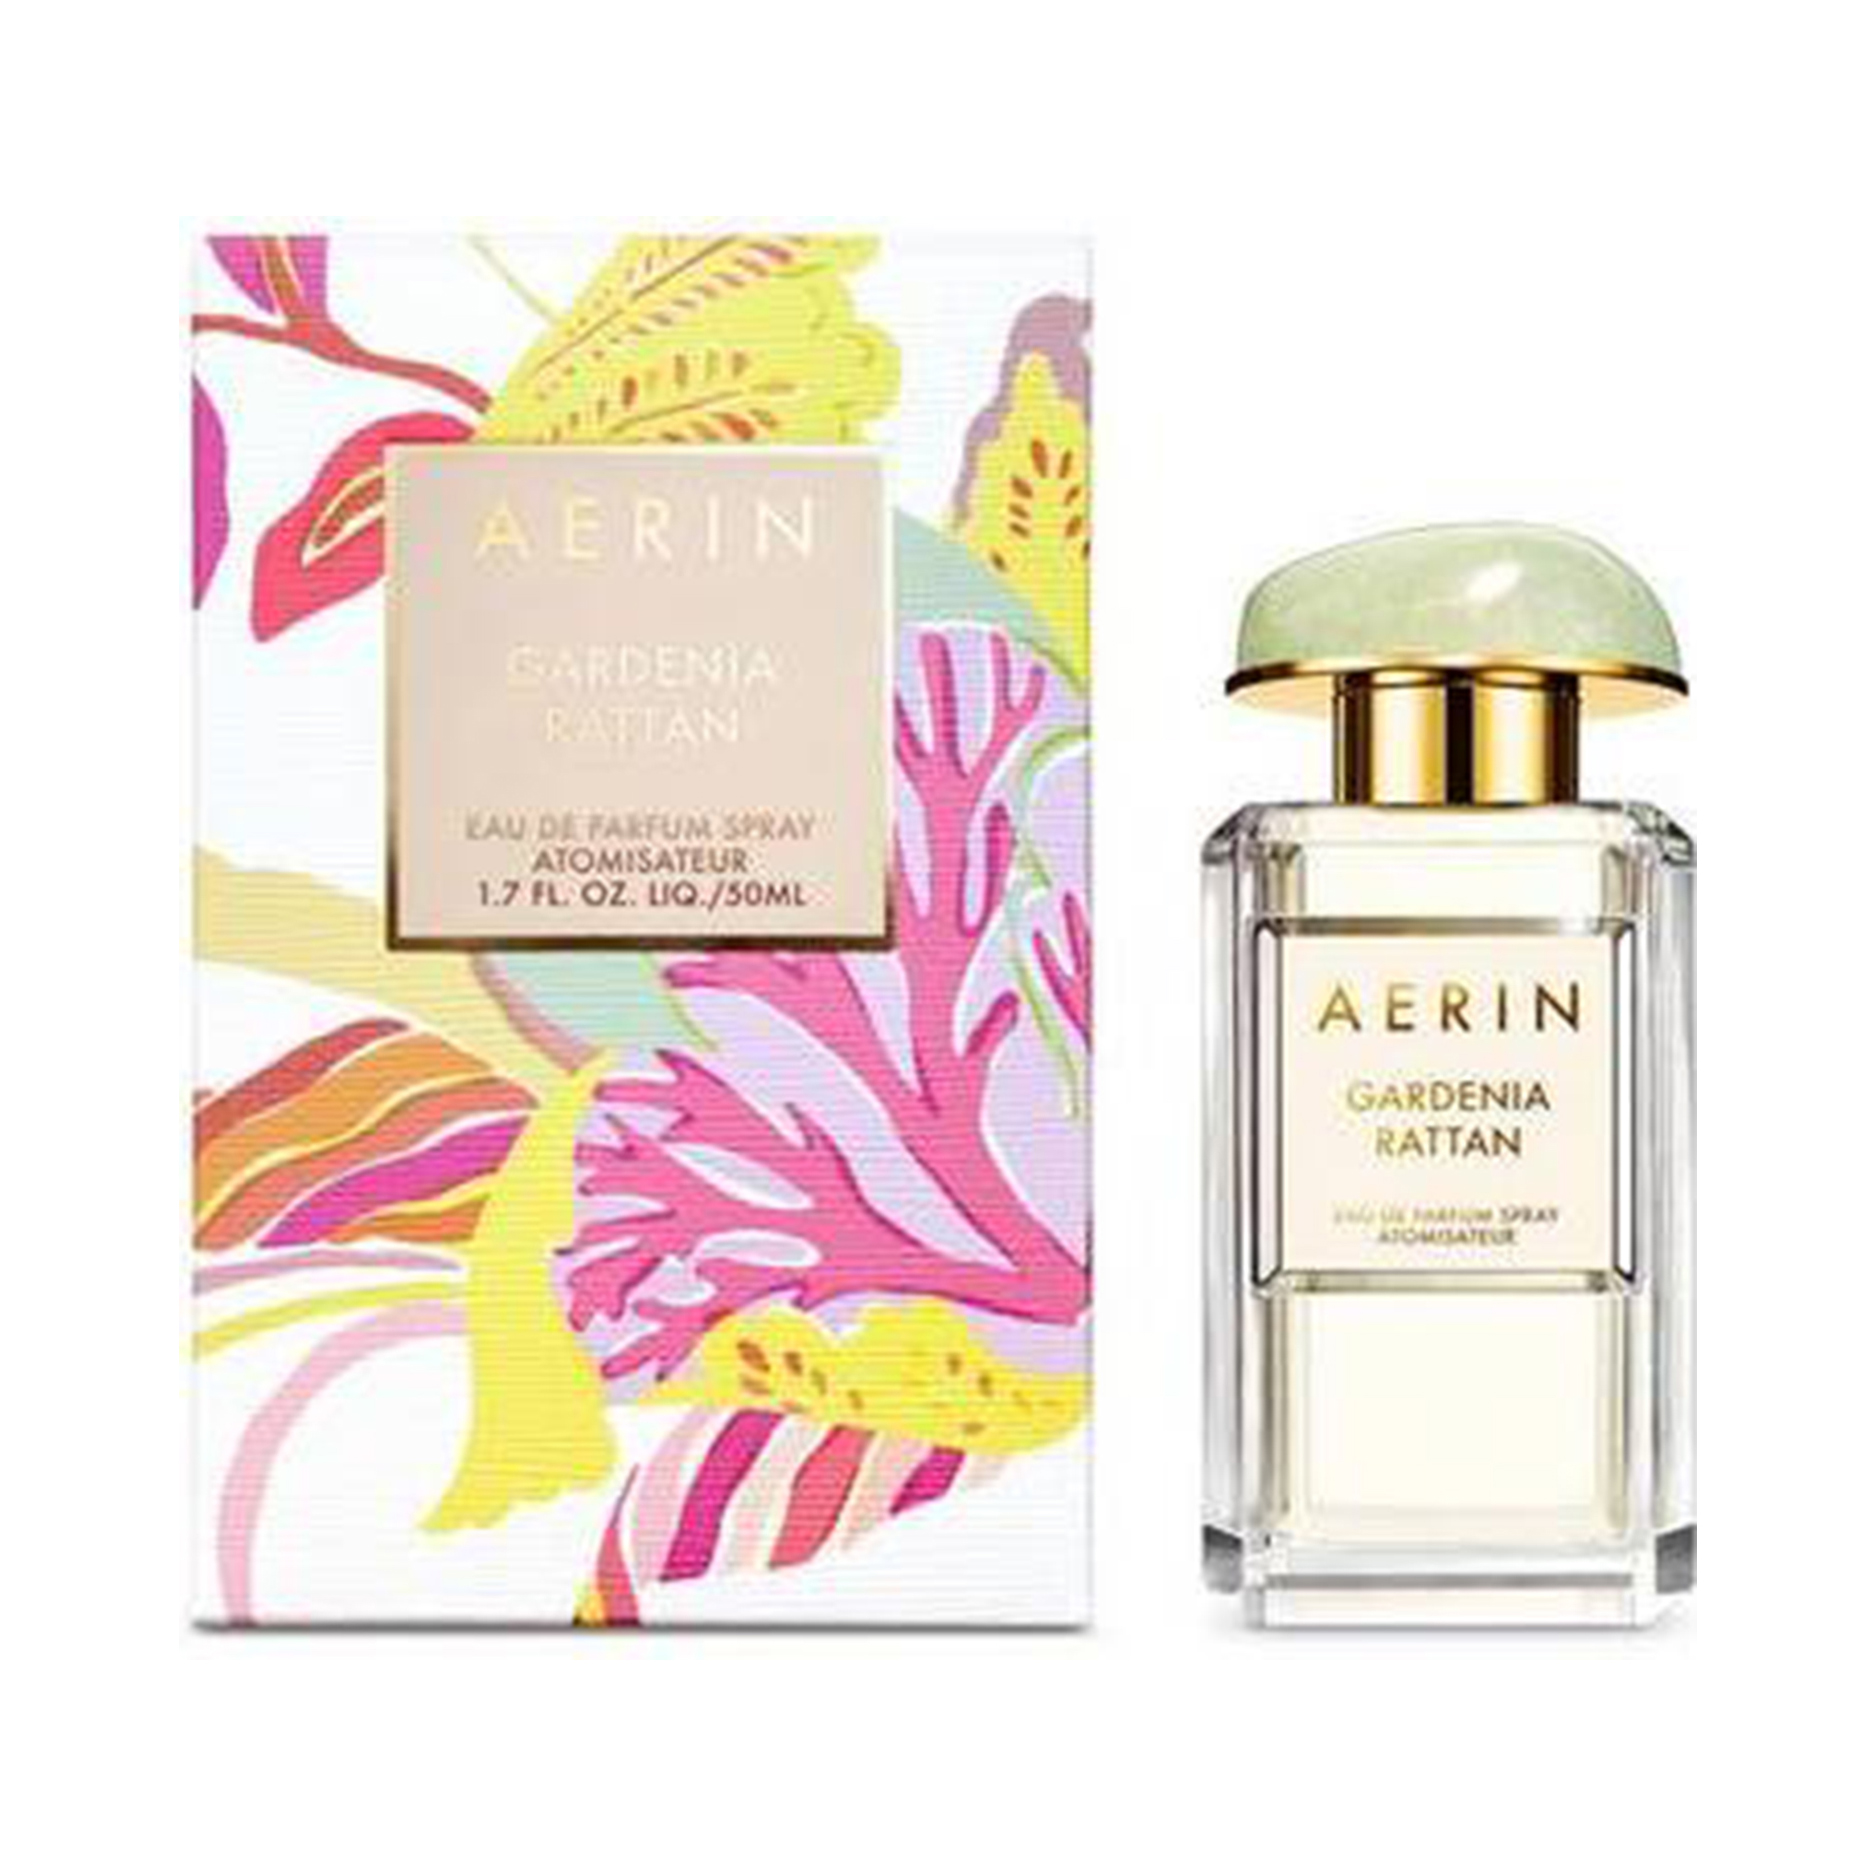 AERIN
GARDENIA
RATTAN
EAU DE PARFUM SPRAY
ATOMISATEUR
1.7 FL. OZ. LIQ./50ML
AERIN
GARDENIA
RATTAN
EAU DE PARFUM SPRAY
ATOMISATEUR